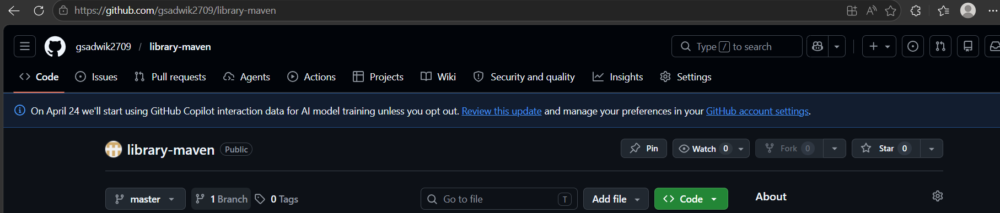 https://github.com/gsadwik2709/library-maven
gsadwik2709 / library-maven
Type / to search
Code Issues Pull requests Agents Actions Projects Wiki Security and quality Insights Settings
On April 24 we'll start using GitHub Copilot interaction data for AI model training unless you opt out. Review this update and manage your preferences in your GitHub account settings.
library-maven Public Pin Watch 0 Fork 0 Star 0
master 1 Branch 0 Tags Go to file T Add file Code About